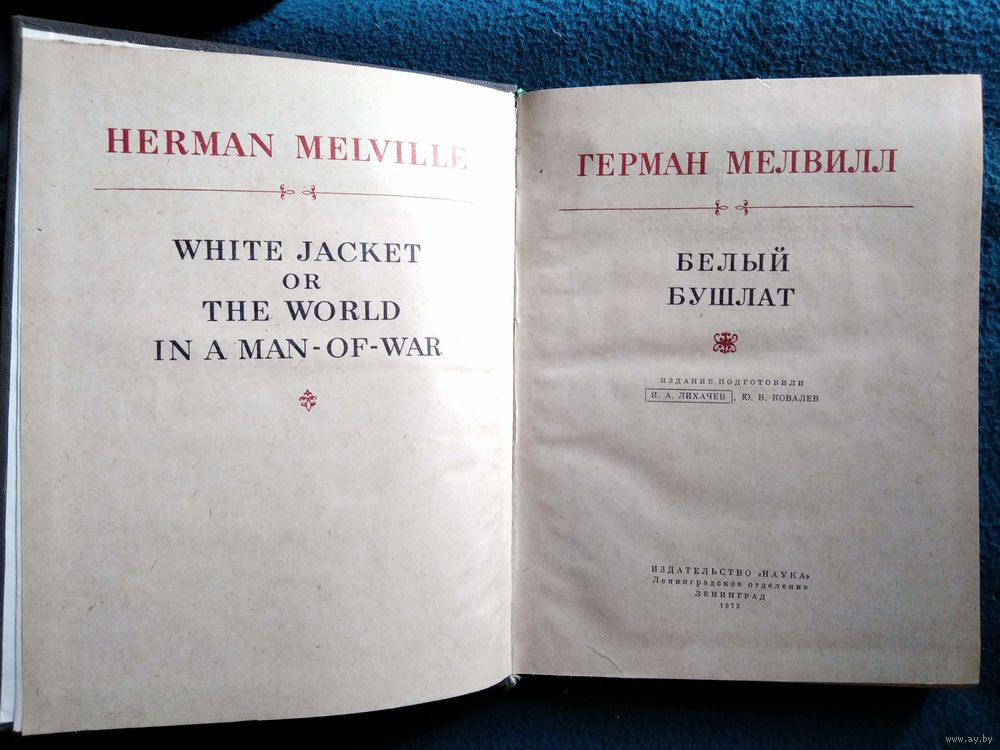 HERMAN MELVILLE
WHITE JACKET
OR
THE WORLD
IN A MAN-OF-WAR
ГЕРМАН МЕЛВИЛЛ
БЕЛЫЙ
БУШЛАТ
ИЗДАНИЕ ПОДГОТОВИЛИ
И. А. ЛИХАЧЕВ, Ю. В. КОВАЛЕВ
ИЗДАТЕЛЬСТВО «НАУКА»
Ленинградское отделение
ЛЕНИНГРАД
1973
www.ay.by